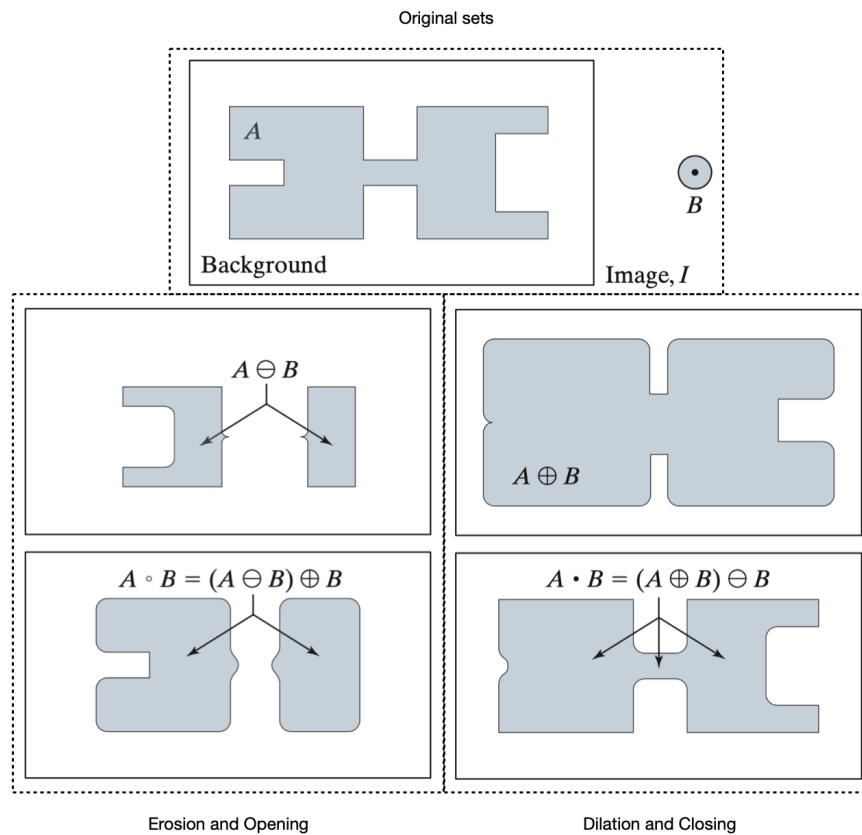 Original sets
A
B
Background
Image, I
A ⊖ B
A ⊕ B
A ∘ B = (A ⊖ B) ⊕ B
A • B = (A ⊕ B) ⊖ B
Erosion and Opening
Dilation and Closing